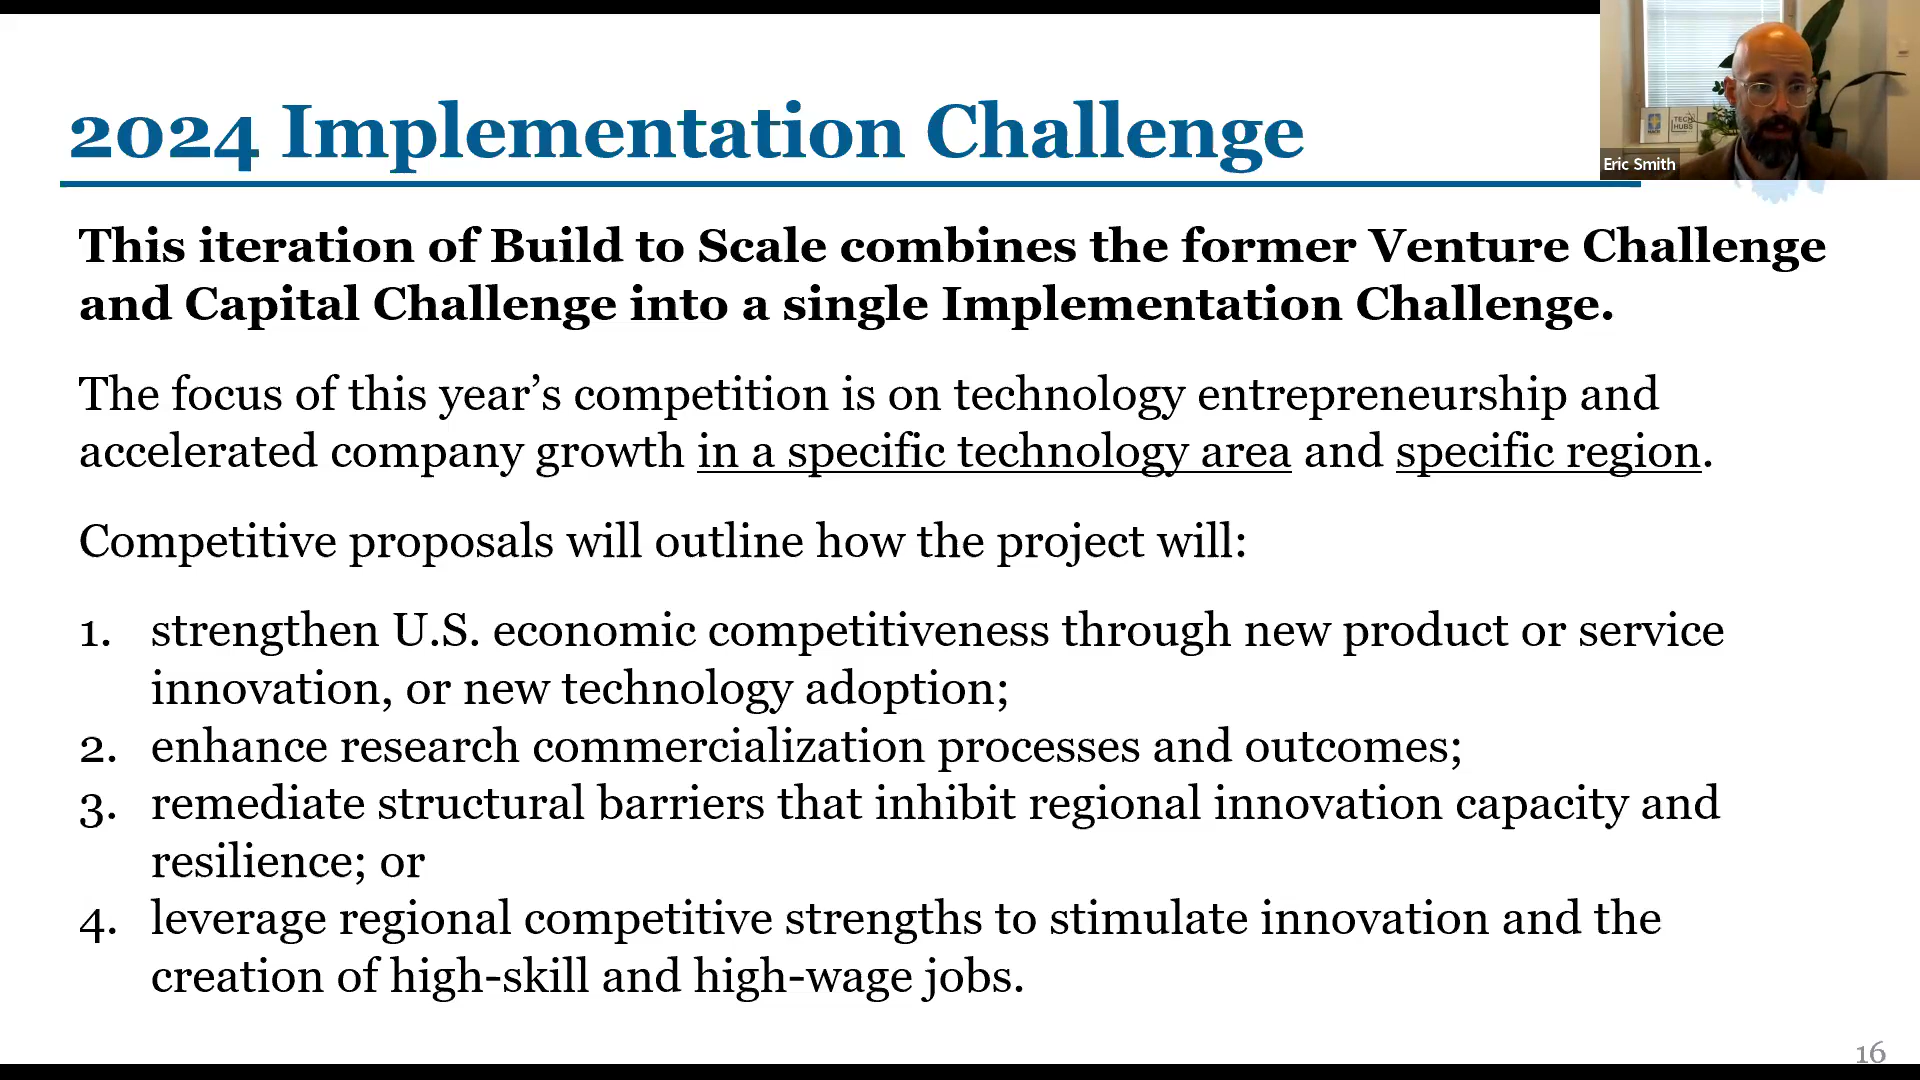 2024 Implementation Challenge
TECH
HUBS
Eric Smith
This iteration of Build to Scale combines the former Venture Challenge
and Capital Challenge into a single Implementation Challenge.
The focus of this year’s competition is on technology entrepreneurship and
accelerated company growth in a specific technology area and specific region.
Competitive proposals will outline how the project will:
1. strengthen U.S. economic competitiveness through new product or service
innovation, or new technology adoption;
2. enhance research commercialization processes and outcomes;
3. remediate structural barriers that inhibit regional innovation capacity and
resilience; or
4. leverage regional competitive strengths to stimulate innovation and the
creation of high-skill and high-wage jobs.
16